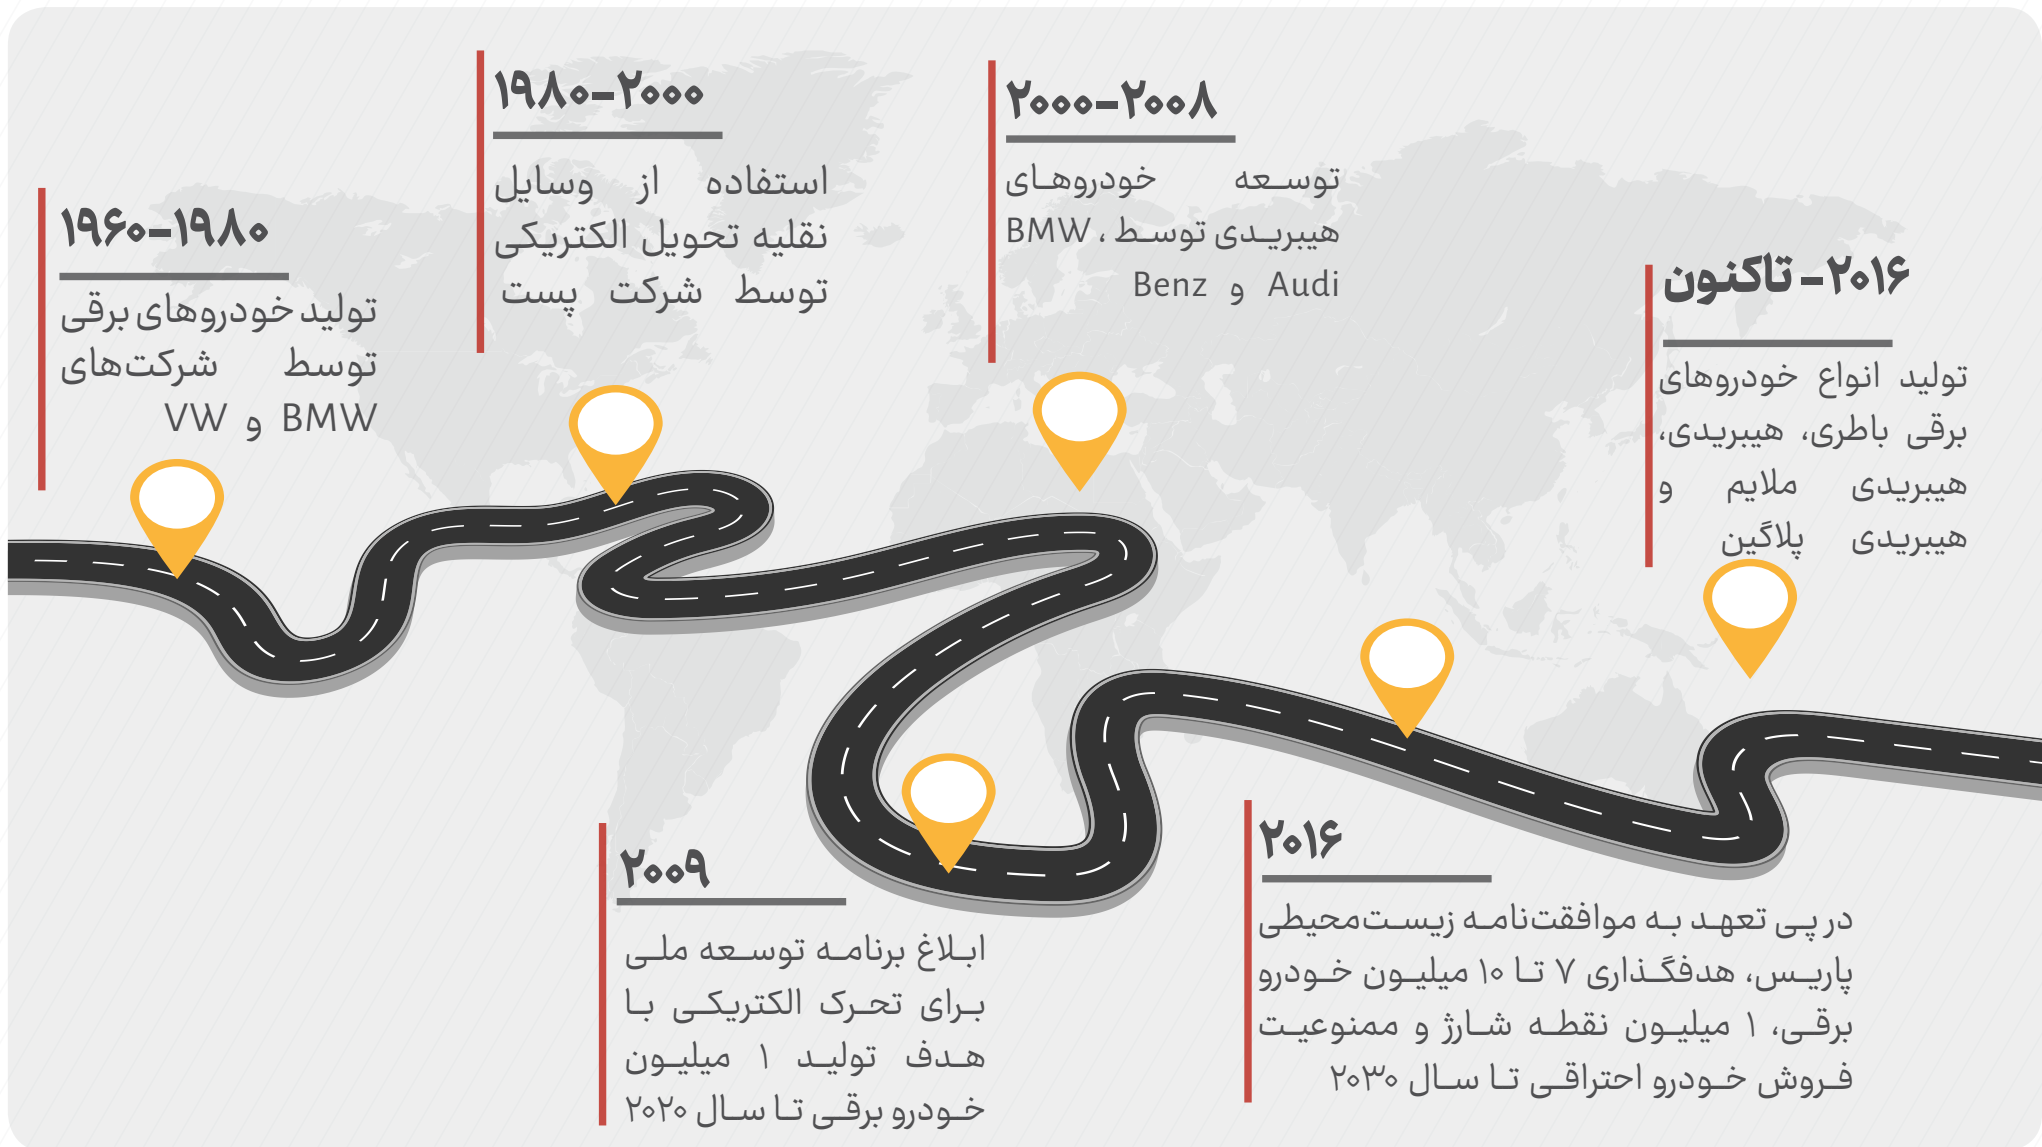 ۱۹۶۰-۱۹۸۰
تولید خودروهای برقی
توسط شرکت‌های
BMW و VW
۱۹۸۰-۲۰۰۰
استفاده از وسایل
نقلیه تحویل الکتریکی
توسط شرکت پست
۲۰۰۰-۲۰۰۸
توسعه خودروهای
هیبریدی توسط BMW ،
Audi و Benz
۲۰۰۹
ابلاغ برنامه توسعه ملی
برای تحرک الکتریکی با
هدف تولید ۱ میلیون
خودرو برقی تا سال ۲۰۲۰
۲۰۱۶
در پی تعهد به موافقت‌نامه زیست‌محیطی
پاریس، هدفگذاری ۷ تا ۱۰ میلیون خودرو
برقی، ۱ میلیون نقطه شارژ و ممنوعیت
فروش خودرو احتراقی تا سال ۲۰۳۰
۲۰۱۶- تاکنون
تولید انواع خودروهای
برقی باطری، هیبریدی،
هیبریدی ملایم و
هیبریدی پلاگین